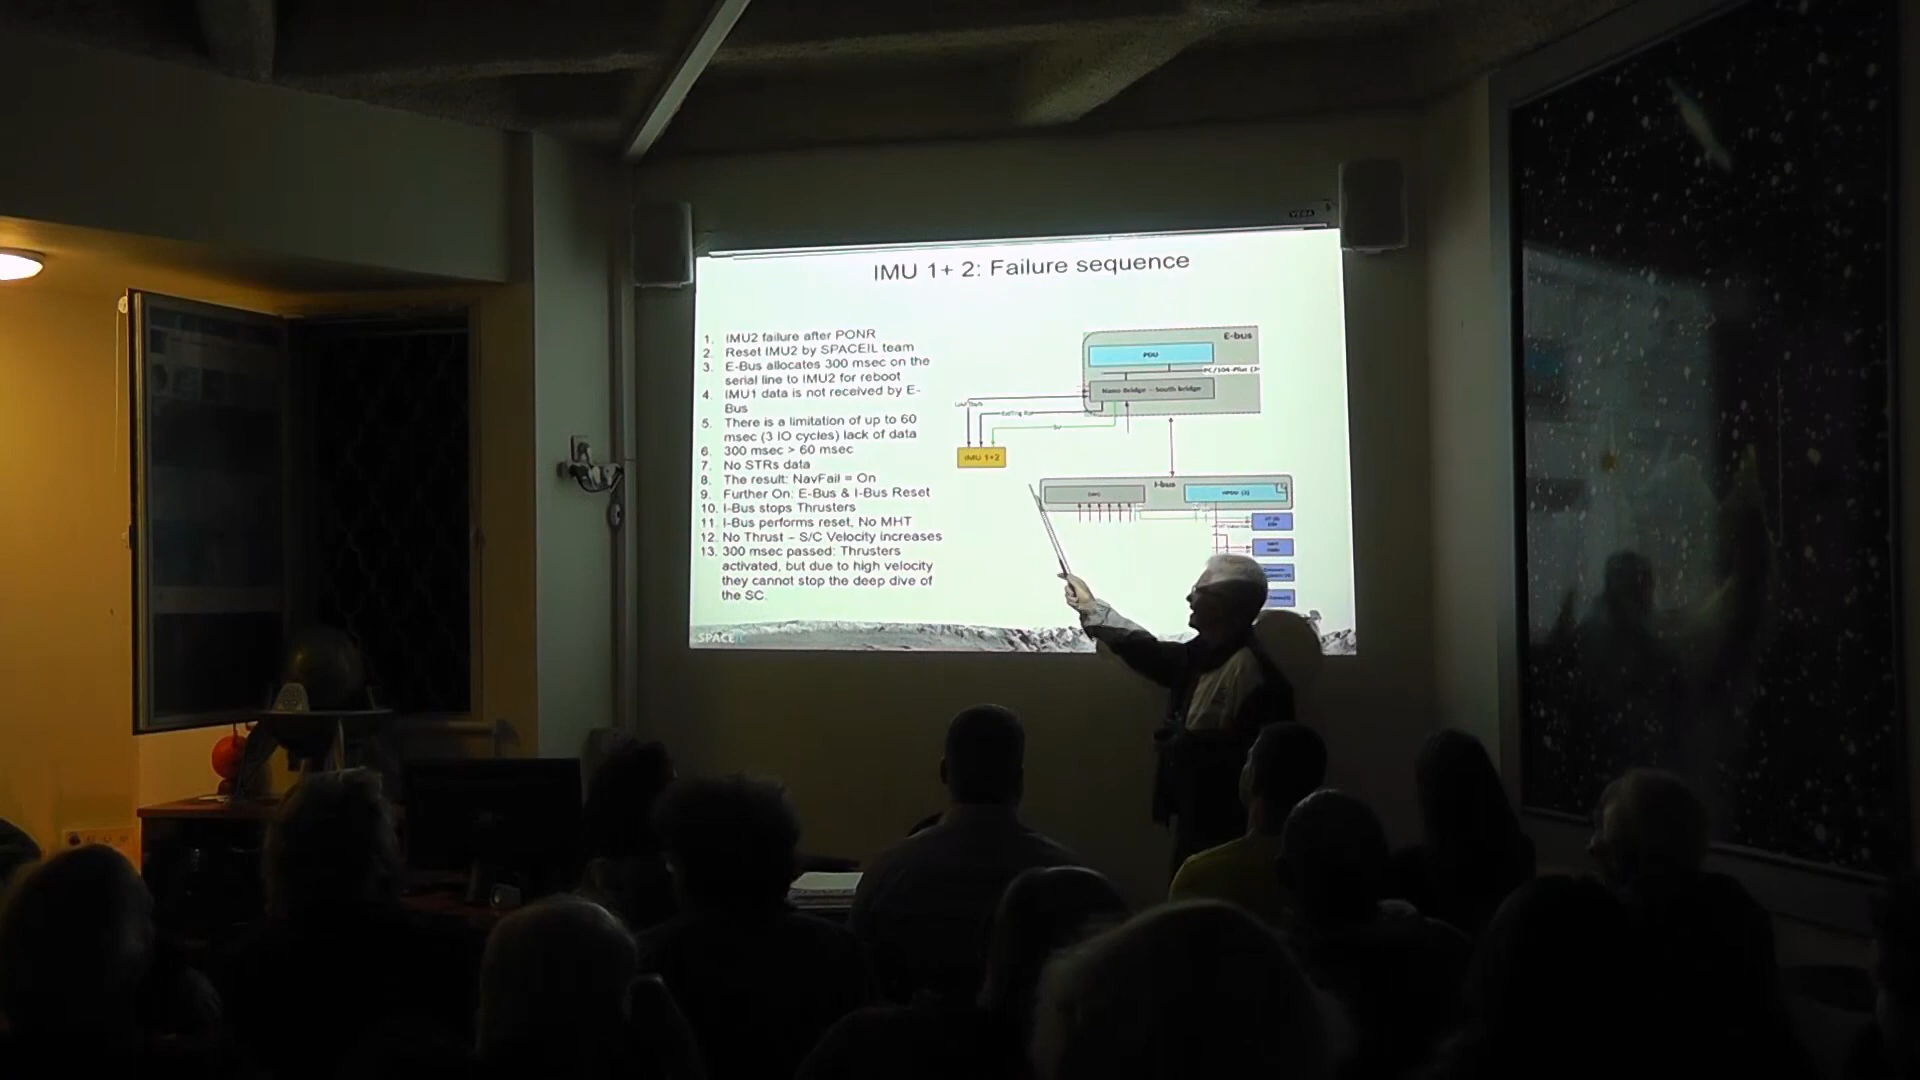 VEGA
IMU 1+ 2: Failure sequence
1. IMU2 failure after PONR
2. Reset IMU2 by SPACEIL team
3. E-Bus allocates 300 msec on the
serial line to IMU2 for reboot
4. IMU1 data is not received by E-
Bus
5. There is a limitation of up to 60
msec (3 IO cycles) lack of data
6. 300 msec > 60 msec
7. No STRs data
8. The result: NavFail = On
9. Further On: E-Bus & I-Bus Reset
10. I-Bus stops Thrusters
11. I-Bus performs reset, No MHT
12. No Thrust – S/C Velocity increases
13. 300 msec passed: Thrusters
activated, but due to high velocity
they cannot stop the deep dive of
the SC.
E-bus
PDU
PC/104-Plus
Nano Bridge – South bridge
IMU 1+2
I-bus
SPACEIL